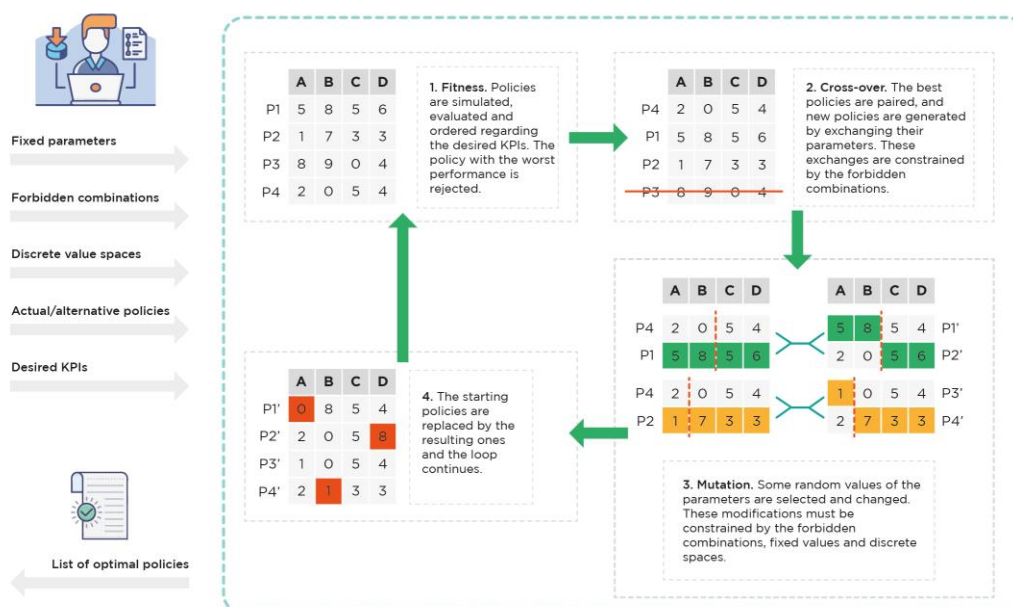 Fixed parameters
Forbidden combinations
Discrete value spaces
Actual/alternative policies
Desired KPIs
List of optimal policies
A B C D
P1 5 8 5 6
P2 1 7 3 3
P3 8 9 0 4
P4 2 0 5 4
1. Fitness. Policies
are simulated,
evaluated and
ordered regarding
the desired KPIs. The
policy with the worst
performance is
rejected.
A B C D
P4 2 0 5 4
P1 5 8 5 6
P2 1 7 3 3
P3 8 9 0 4
2. Cross-over. The best
policies are paired, and
new policies are generated
by exchanging their
parameters. These
exchanges are constrained
by the forbidden
combinations.
A B C D
P4 2 0 5 4
P1 5 8 5 6
P4 2 0 5 4
P2 1 7 3 3
A B C D
5 8 5 4 P1'
2 0 5 6 P2'
1 0 5 4 P3'
2 7 3 3 P4'
3. Mutation. Some random values of the
parameters are selected and changed.
These modifications must be
constrained by the forbidden
combinations, fixed values and discrete
spaces.
A B C D
P1' 0 8 5 4
P2' 2 0 5 8
P3' 1 0 5 4
P4' 2 1 3 3
4. The starting
policies are
replaced by the
resulting ones
and the loop
continues.